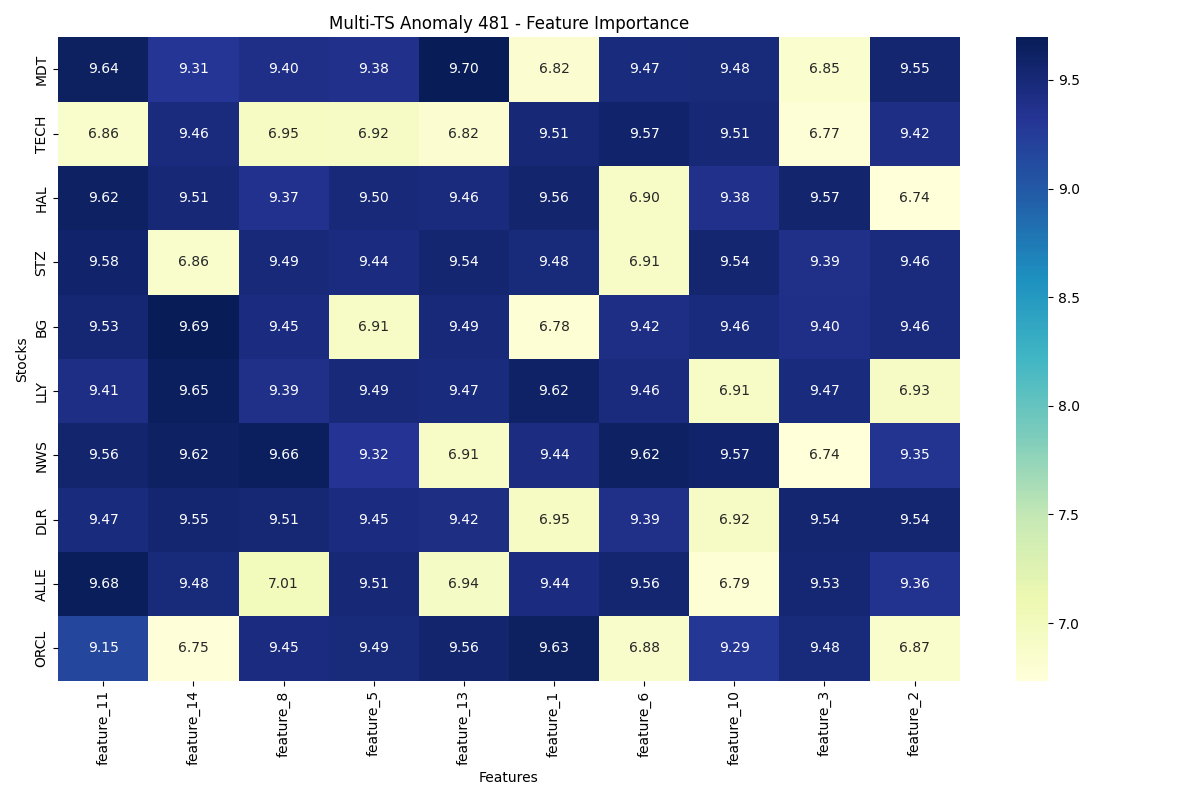 Multi-TS Anomaly 481 - Feature Importance
Stocks
MDT 9.64 9.31 9.40 9.38 9.70 6.82 9.47 9.48 6.85 9.55
TECH 6.86 9.46 6.95 6.92 6.82 9.51 9.57 9.51 6.77 9.42
HAL 9.62 9.51 9.37 9.50 9.46 9.56 6.90 9.38 9.57 6.74
STZ 9.58 6.86 9.49 9.44 9.54 9.48 6.91 9.54 9.39 9.46
BG 9.53 9.69 9.45 6.91 9.49 6.78 9.42 9.46 9.40 9.46
LLY 9.41 9.65 9.39 9.49 9.47 9.62 9.46 6.91 9.47 6.93
NWS 9.56 9.62 9.66 9.32 6.91 9.44 9.62 9.57 6.74 9.35
DLR 9.47 9.55 9.51 9.45 9.42 6.95 9.39 6.92 9.54 9.54
ALLE 9.68 9.48 7.01 9.51 6.94 9.44 9.56 6.79 9.53 9.36
ORCL 9.15 6.75 9.45 9.49 9.56 9.63 6.88 9.29 9.48 6.87
feature_11 feature_14 feature_8 feature_5 feature_13 feature_1 feature_6 feature_10 feature_3 feature_2
Features
9.5
9.0
8.5
8.0
7.5
7.0